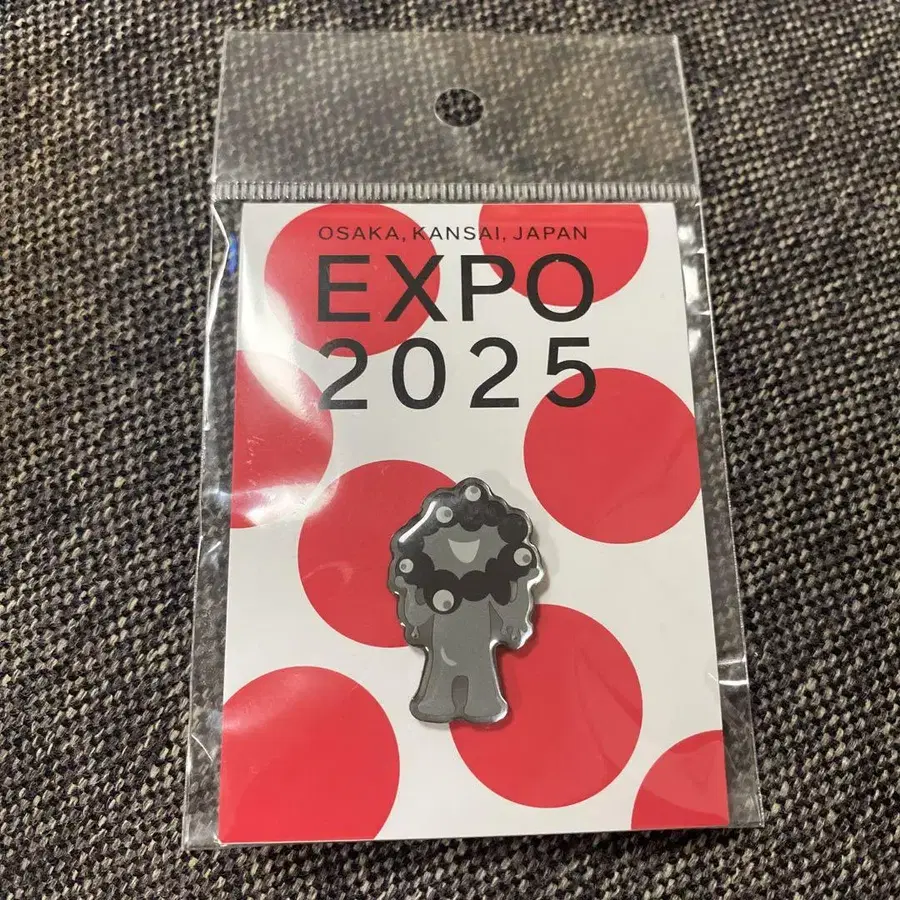 OSAKA, KANSAI, JAPAN
EXPO
2025